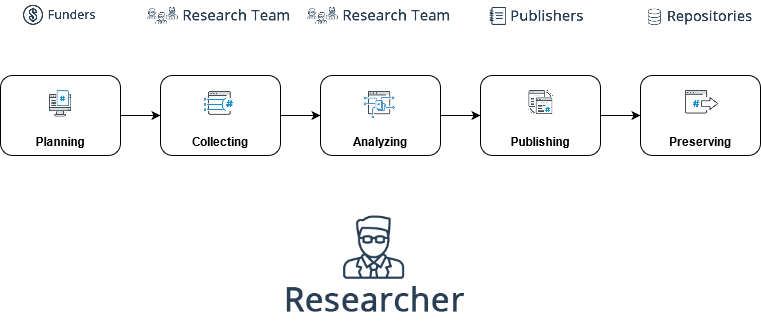 Funders
Research Team
Research Team
Publishers
Repositories
#
#
#
#
Planning
Collecting
Analyzing
Publishing
Preserving
Researcher